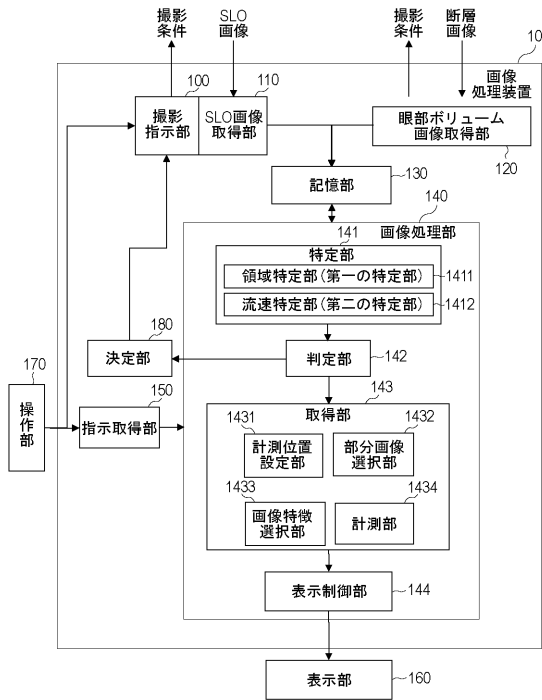 撮影
条件
SLO
画像
撮影
条件
断層
画像
10
画像
処理装置
100
110
撮影
指示部
SLO画像
取得部
眼部ボリューム
画像取得部
120
記憶部
130
140
画像処理部
141
特定部
領域特定部(第一の特定部)
1411
流速特定部(第二の特定部)
1412
180
決定部
判定部
142
170
操
作
部
150
指示取得部
143
取得部
1431
計測位置
設定部
1432
部分画像
選択部
1433
画像特徴
選択部
1434
計測部
表示制御部
144
表示部
160